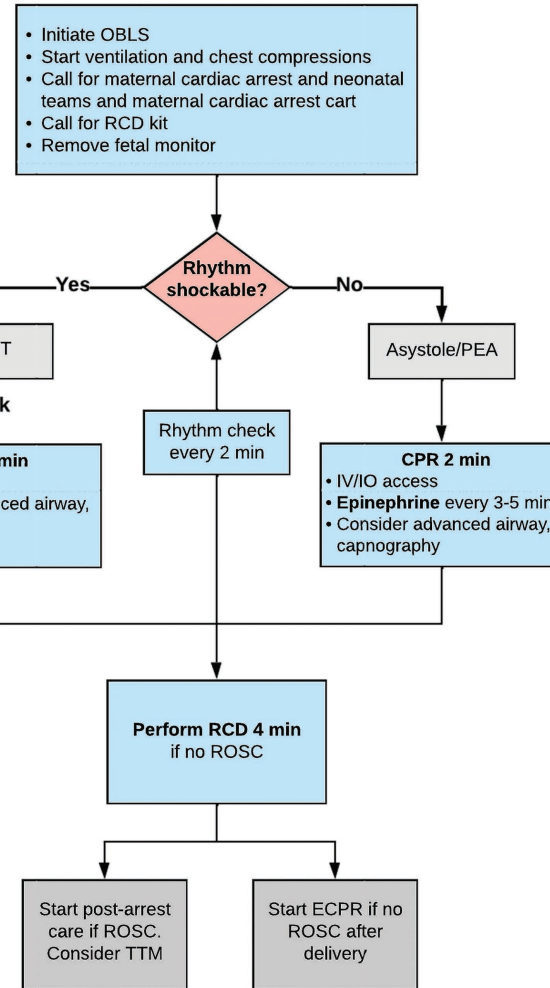 • Initiate OBLS
• Start ventilation and chest compressions
• Call for maternal cardiac arrest and neonatal
teams and maternal cardiac arrest cart
• Call for RCD kit
• Remove fetal monitor
Rhythm
shockable?
Yes
No
T
Asystole/PEA
k
Rhythm check
every 2 min
min
ced airway,
CPR 2 min
• IV/IO access
• Epinephrine every 3-5 min
• Consider advanced airway,
capnography
Perform RCD 4 min
if no ROSC
Start post-arrest
care if ROSC.
Consider TTM
Start ECPR if no
ROSC after
delivery